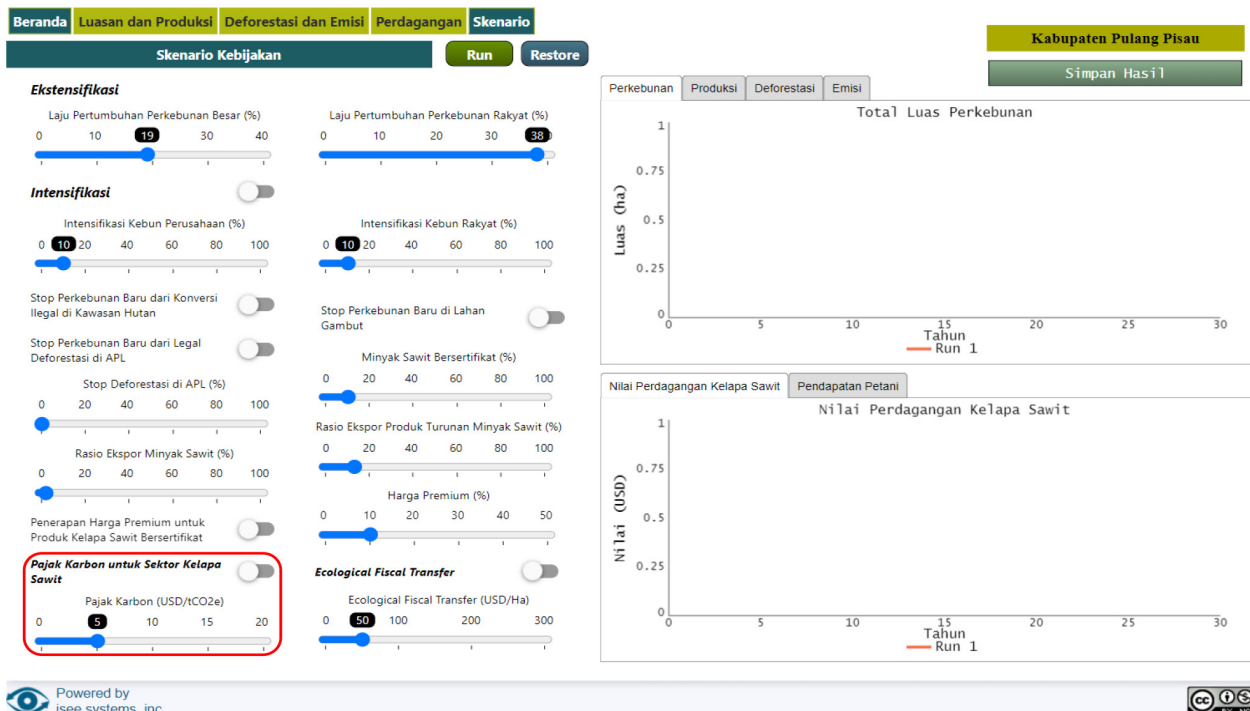 Beranda Luasan dan Produksi Deforestasi dan Emisi Perdagangan Skenario
Skenario Kebijakan Run Restore
Kabupaten Pulang Pisau
Simpan Hasil
Ekstensifikasi
Laju Pertumbuhan Perkebunan Besar (%)
0 10 19 30 40
Laju Pertumbuhan Perkebunan Rakyat (%)
0 10 20 30 38
Intensifikasi
Intensifikasi Kebun Perusahaan (%)
0 10 20 40 60 80 100
Intensifikasi Kebun Rakyat (%)
0 10 20 40 60 80 100
Stop Perkebunan Baru dari Konversi
Ilegal di Kawasan Hutan
Stop Perkebunan Baru di Lahan
Gambut
Stop Perkebunan Baru dari Legal
Deforestasi di APL
Minyak Sawit Bersertifikat (%)
0 20 40 60 80 100
Stop Deforestasi di APL (%)
0 20 40 60 80 100
Rasio Ekspor Produk Turunan Minyak Sawit (%)
0 20 40 60 80 100
Rasio Ekspor Minyak Sawit (%)
0 20 40 60 80 100
Harga Premium (%)
0 10 20 30 40 50
Penerapan Harga Premium untuk
Produk Kelapa Sawit Bersertifikat
Pajak Karbon untuk Sektor Kelapa
Sawit
Pajak Karbon (USD/tCO2e)
0 5 10 15 20
Ecological Fiscal Transfer
Ecological Fiscal Transfer (USD/Ha)
0 50 100 200 300
Perkebunan Produksi Deforestasi Emisi
Total Luas Perkebunan
1
0.75
0.5
0.25
0
Luas (ha)
0 5 10 15 20 25 30
Tahun
Run 1
Nilai Perdagangan Kelapa Sawit Pendapatan Petani
Nilai Perdagangan Kelapa Sawit
1
0.75
0.5
0.25
0
Nilai (USD)
0 5 10 15 20 25 30
Tahun
Run 1
Powered by
isee systems, inc
cc